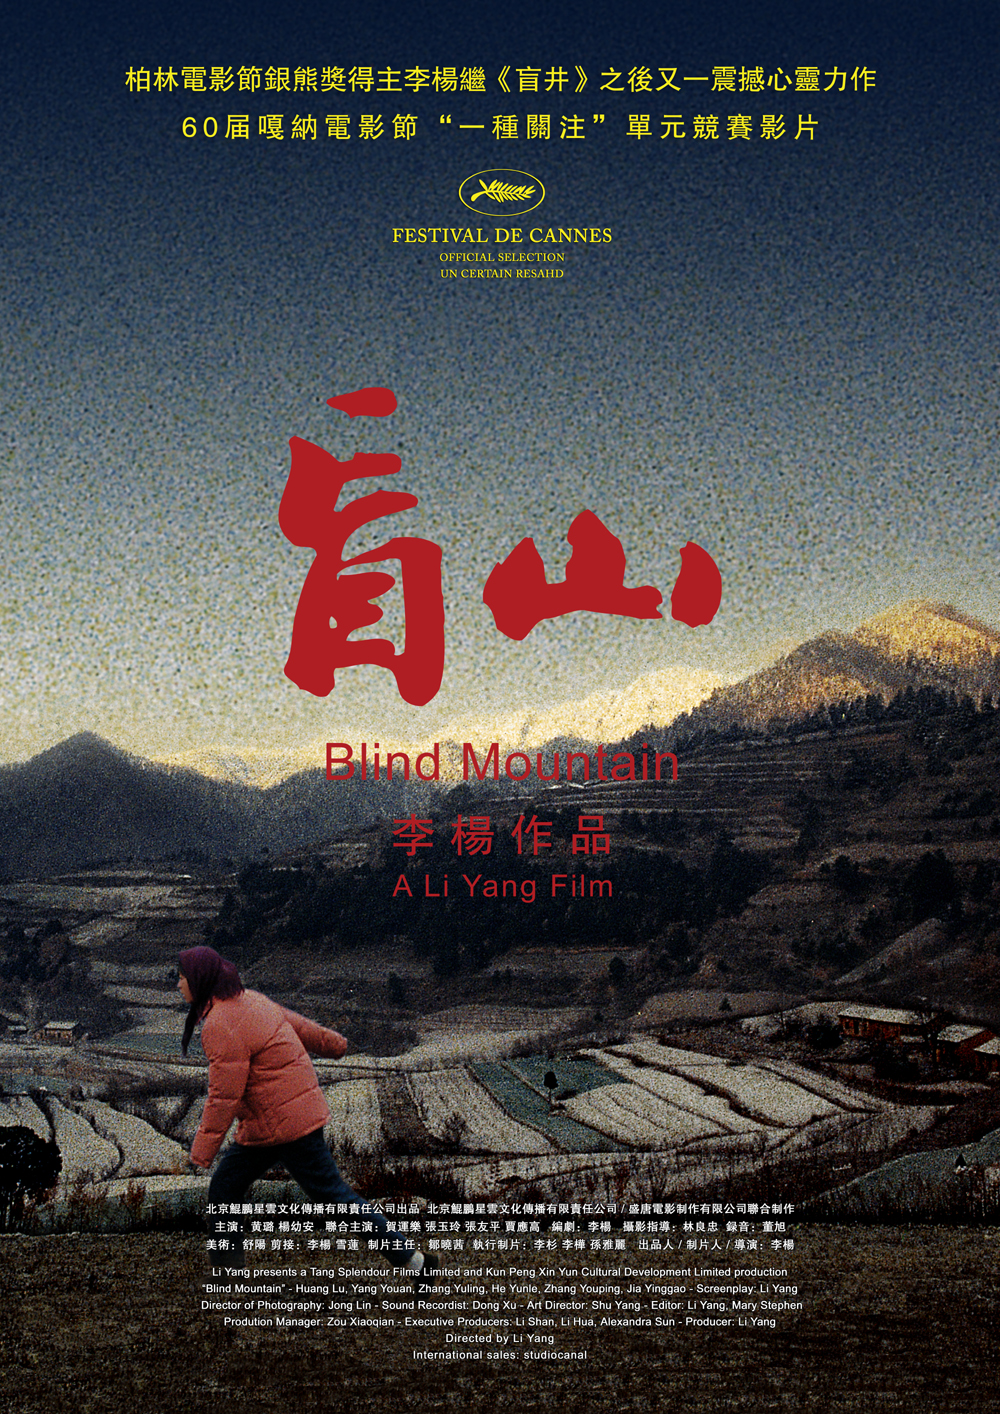 柏林電影節銀熊獎得主李楊繼《盲井》之後又一震撼心靈力作
60届嘎納電影節“一種關注”單元競賽影片
FESTIVAL DE CANNES
OFFICIAL SELECTION
UN CERTAIN RESAHD
盲山
Blind Mountain
李楊作品
A Li Yang Film
北京鯤鵬星雲文化傳播有限責任公司出品 北京鯤鵬星雲文化傳播有限責任公司 / 盛唐電影制作有限公司聯合制作
主演：黄璐 楊幼安 聯合主演：賀運樂 張玉玲 張友平 賈應高 編劇：李楊 攝影指導：林良忠 録音：董旭
美術：舒陽 剪接：李楊 雪蓮 制片主任：鄒曉茜 執行制片：李杉 李樺 孫雅麗 出品人 / 制片人 / 導演：李楊
Li Yang presents a Tang Splendour Films Limited and Kun Peng Xin Yun Cultural Development Limited production
“Blind Mountain” - Huang Lu, Yang Youan, Zhang Yuling, He Yunle, Zhang Youping, Jia Yinggao - Screenplay: Li Yang
Director of Photography: Jong Lin - Sound Recordist: Dong Xu - Art Director: Shu Yang - Editor: Li Yang, Mary Stephen
Prodution Manager: Zou Xiaoqian - Executive Producers: Li Shan, Li Hua, Alexandra Sun - Producer: Li Yang
Directed by Li Yang
International sales: studiocanal